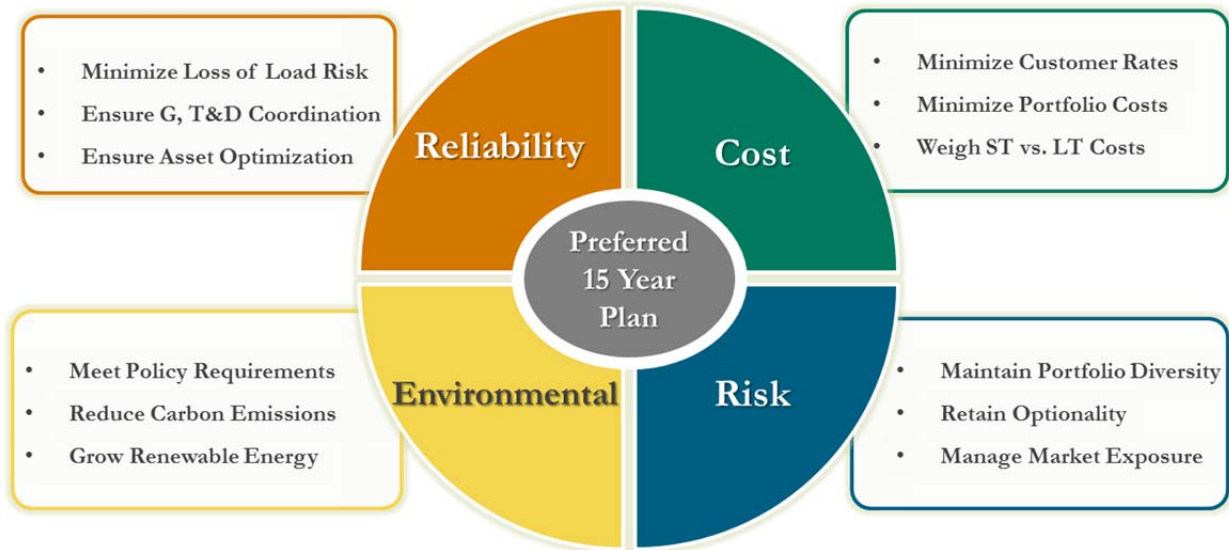 • Minimize Loss of Load Risk
• Ensure G, T&D Coordination
• Ensure Asset Optimization
Reliability
Cost
• Minimize Customer Rates
• Minimize Portfolio Costs
• Weigh ST vs. LT Costs
Preferred
15 Year
Plan
• Meet Policy Requirements
• Reduce Carbon Emissions
• Grow Renewable Energy
Environmental
Risk
• Maintain Portfolio Diversity
• Retain Optionality
• Manage Market Exposure